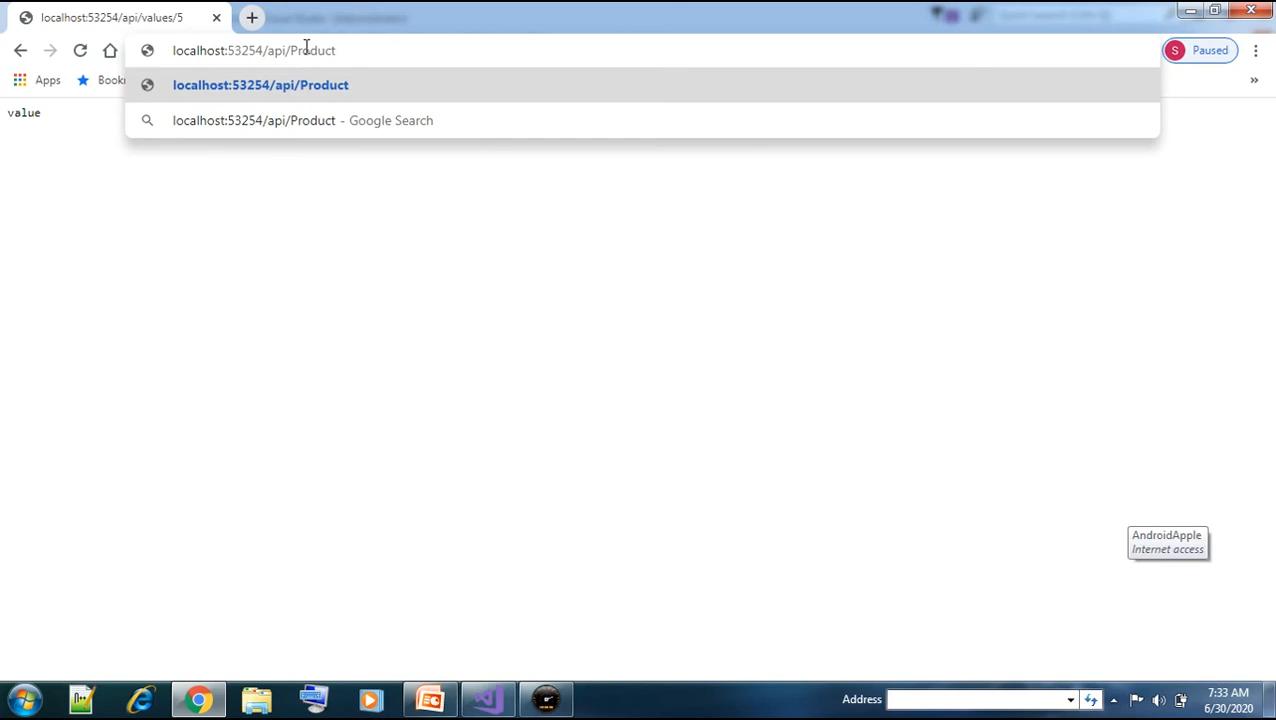 localhost:53254/api/values/5
localhost:53254/api/Product
S Paused
Apps
Bookn
localhost:53254/api/Product
value
localhost:53254/api/Product - Google Search
AndroidApple
Internet access
Address
7:33 AM
6/30/2020